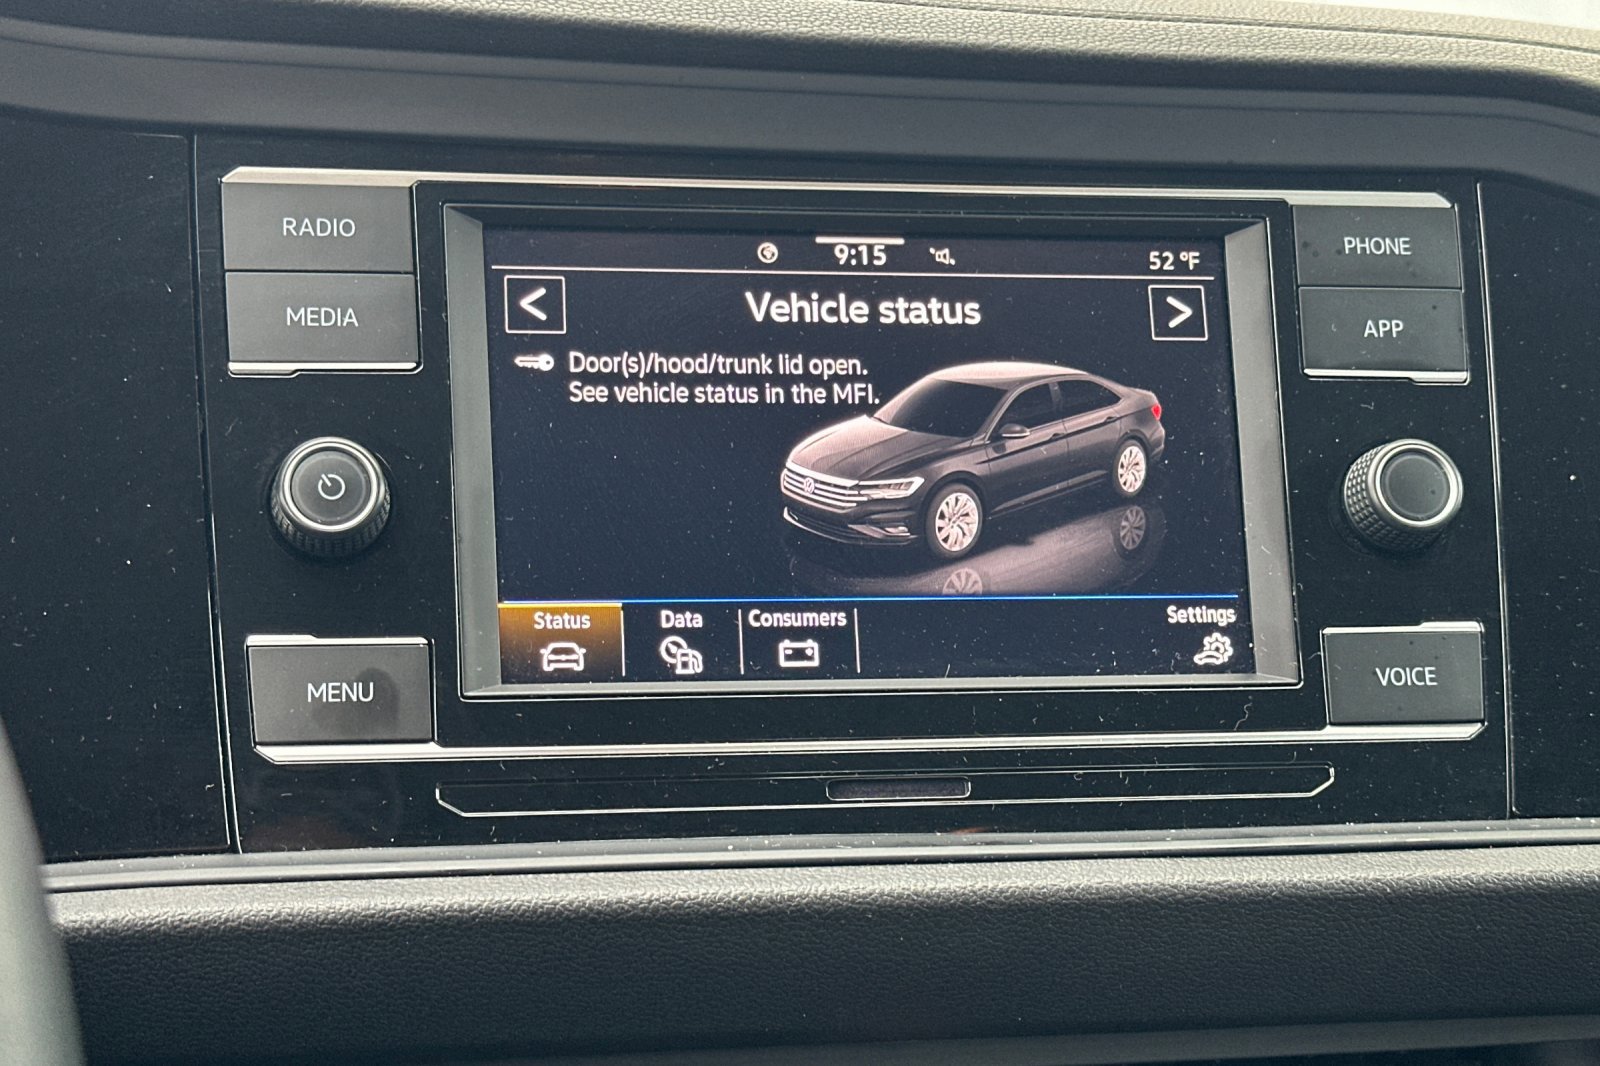 RADIO
MEDIA
MENU
PHONE
APP
VOICE
9:15
52 °F
<
Vehicle status
>
Door(s)/hood/trunk lid open.
See vehicle status in the MFI.
Status
Data
Consumers
Settings